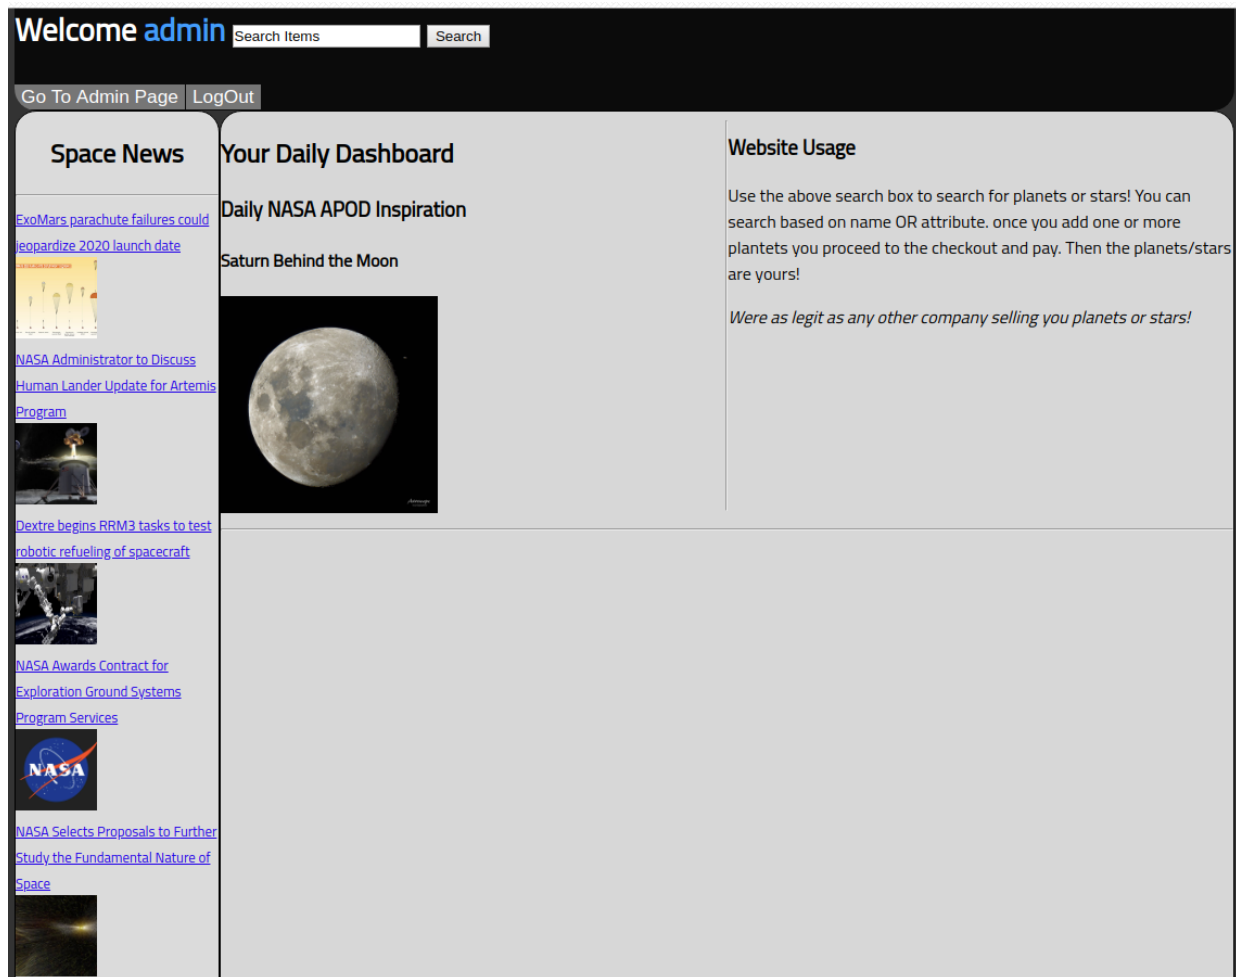 Welcome admin Search Items Search
Go To Admin Page LogOut
Space News
ExoMars parachute failures could
jeopardize 2020 launch date
NASA Administrator to Discuss
Human Lander Update for Artemis
Program
Dextre begins RRM3 tasks to test
robotic refueling of spacecraft
NASA Awards Contract for
Exploration Ground Systems
Program Services
NASA
NASA Selects Proposals to Further
Study the Fundamental Nature of
Space
Your Daily Dashboard
Daily NASA APOD Inspiration
Saturn Behind the Moon
Website Usage
Use the above search box to search for planets or stars! You can
search based on name OR attribute. once you add one or more
plantets you proceed to the checkout and pay. Then the planets/stars
are yours!
Were as legit as any other company selling you planets or stars!